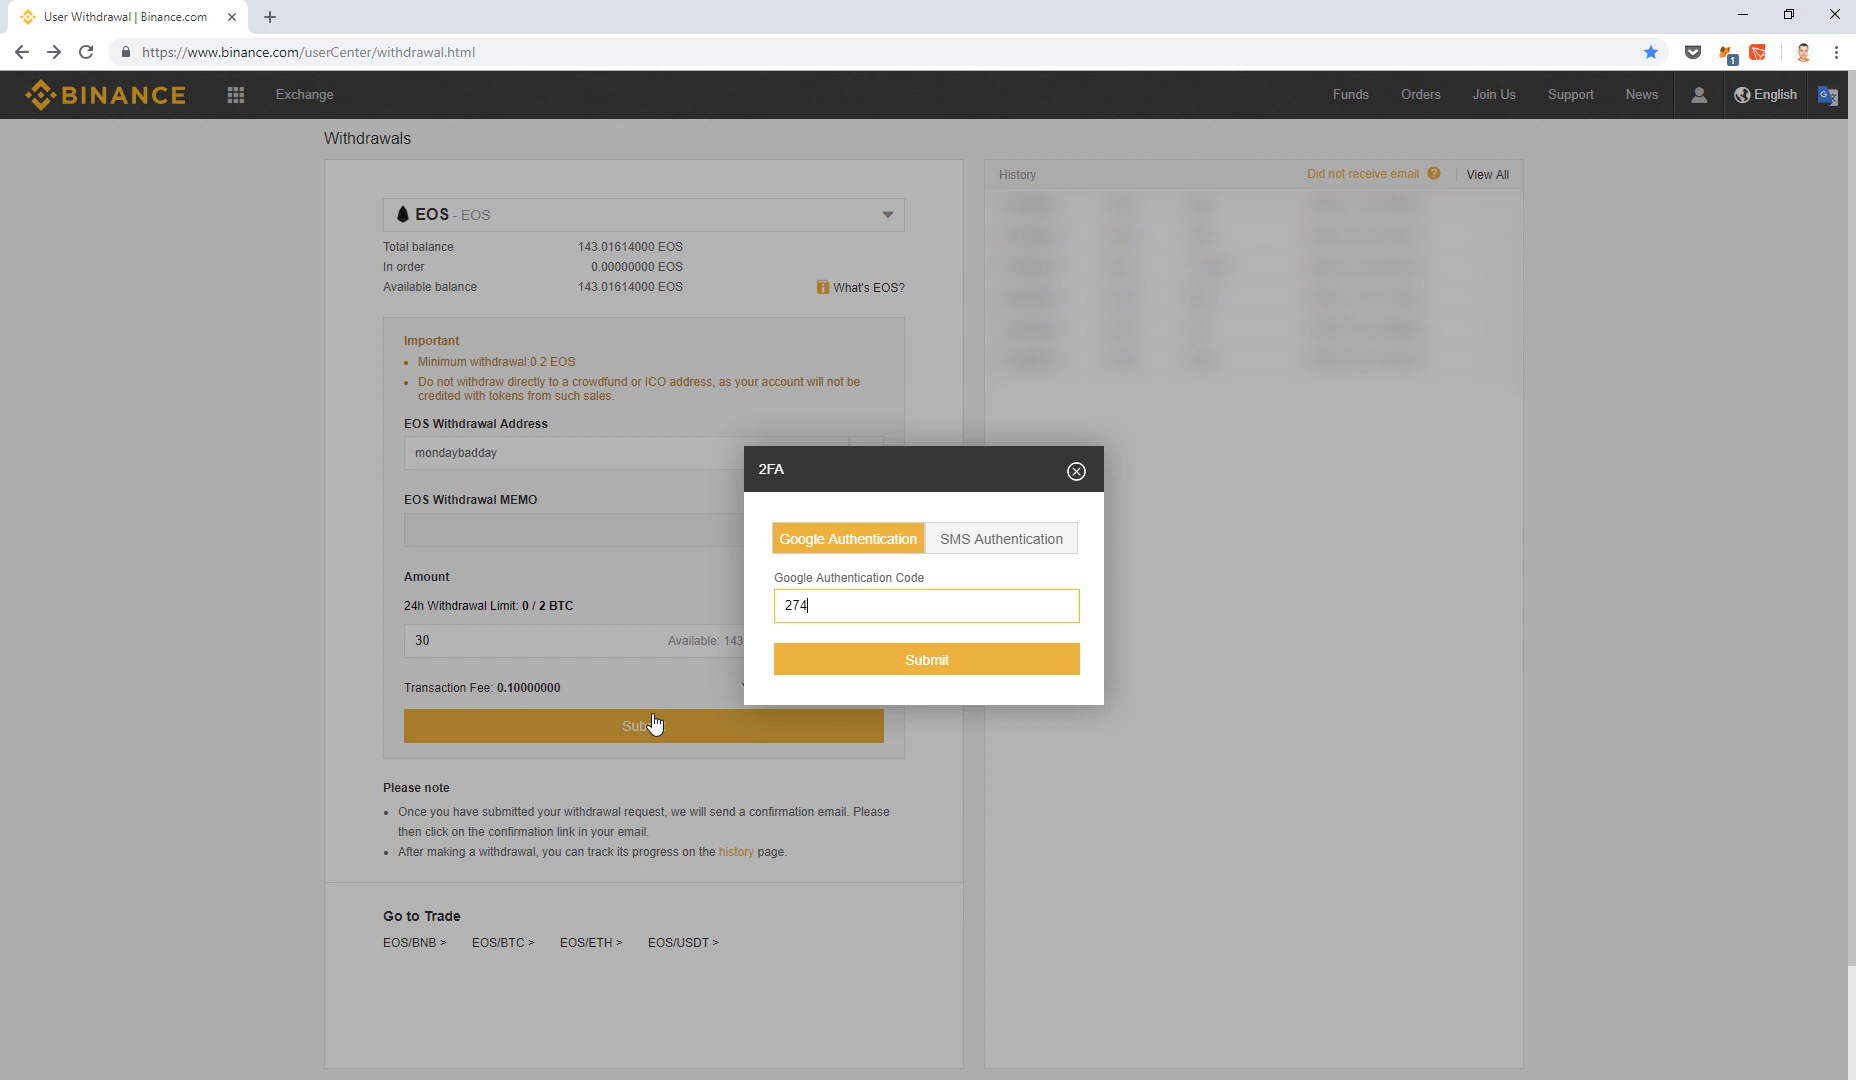 User Withdrawal | Binance.com
https://www.binance.com/userCenter/withdrawal.html
1
BINANCE
Exchange
Funds
Orders
Join Us
Support
News
English
Withdrawals
EOS - EOS
Total balance 143.01614000 EOS
In order 0.00000000 EOS
Available balance 143.01614000 EOS
What's EOS?
Important
Minimum withdrawal:0.2 EOS
Do not withdraw directly to a crowdfund or ICO address, as your account will not be
credited with tokens from such sales.
EOS Withdrawal Address
mondaybadday
EOS Withdrawal MEMO
Amount
24h Withdrawal Limit: 0 / 2 BTC
30 Available: 143
Transaction Fee: 0.10000000
Please note
Once you have submitted your withdrawal request, we will send a confirmation email. Please
then click on the confirmation link in your email.
After making a withdrawal, you can track its progress on the history page.
Go to Trade
EOS/BNB > EOS/BTC > EOS/ETH > EOS/USDT >
History
Did not receive email ?
View All
2FA
Google Authentication
SMS Authentication
Google Authentication Code
274
Submit